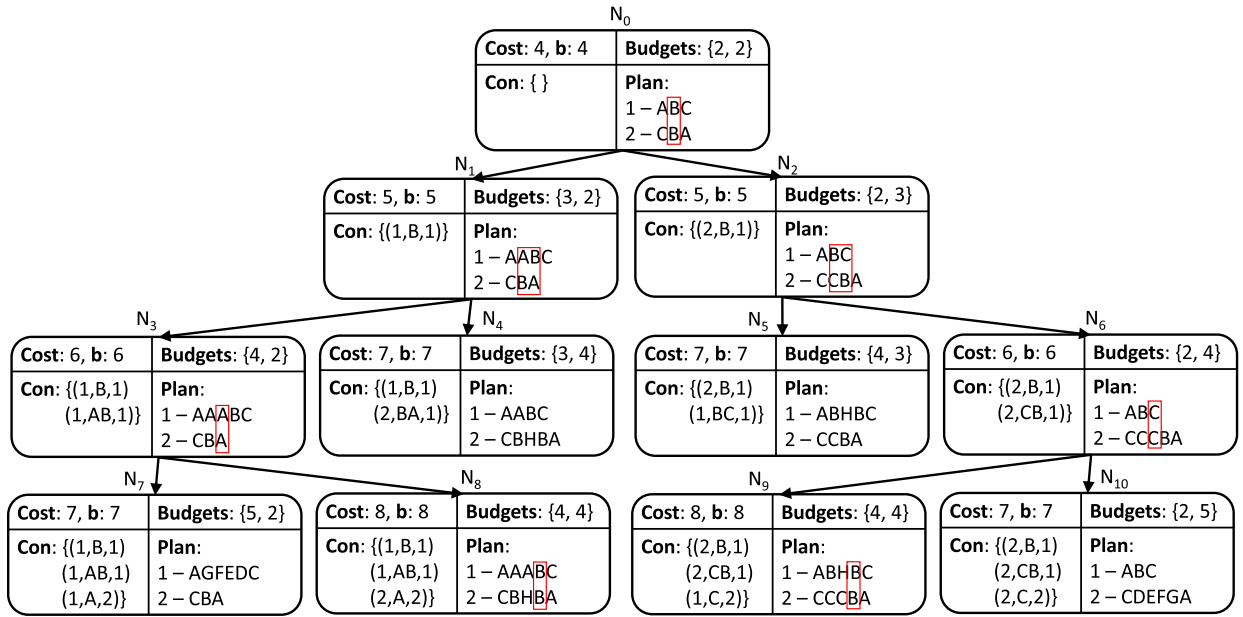 N0
Cost: 4, b: 4
Budgets: {2, 2}
Con: { }
Plan:
1 – ABC
2 – CBA
N1
Cost: 5, b: 5
Budgets: {3, 2}
Con: {(1,B,1)}
Plan:
1 – AABC
2 – CBA
N2
Cost: 5, b: 5
Budgets: {2, 3}
Con: {(2,B,1)}
Plan:
1 – ABC
2 – CCBA
N3
Cost: 6, b: 6
Budgets: {4, 2}
Con: {(1,B,1)
(1,AB,1)}
Plan:
1 – AAABC
2 – CBA
N4
Cost: 7, b: 7
Budgets: {3, 4}
Con: {(1,B,1)
(2,BA,1)}
Plan:
1 – AABC
2 – CBHBA
N5
Cost: 7, b: 7
Budgets: {4, 3}
Con: {(2,B,1)
(1,BC,1)}
Plan:
1 – ABHBC
2 – CCBA
N6
Cost: 6, b: 6
Budgets: {2, 4}
Con: {(2,B,1)
(2,CB,1)}
Plan:
1 – ABC
2 – CCCBA
N7
Cost: 7, b: 7
Budgets: {5, 2}
Con: {(1,B,1)
(1,AB,1)
(1,A,2)}
Plan:
1 – AGFEDC
2 – CBA
N8
Cost: 8, b: 8
Budgets: {4, 4}
Con: {(1,B,1)
(1,AB,1)
(2,A,2)}
Plan:
1 – AAABC
2 – CBHBA
N9
Cost: 8, b: 8
Budgets: {4, 4}
Con: {(2,B,1)
(2,CB,1)
(1,C,2)}
Plan:
1 – ABHBC
2 – CCCBA
N10
Cost: 7, b: 7
Budgets: {2, 5}
Con: {(2,B,1)
(2,CB,1)
(2,C,2)}
Plan:
1 – ABC
2 – CDEFGA